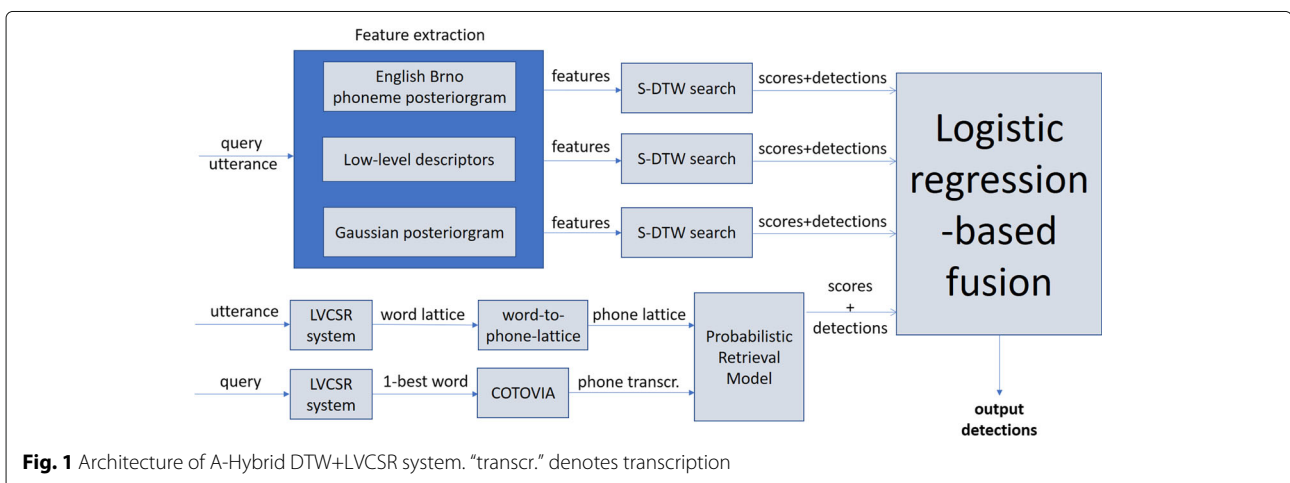 Feature extraction
English Brno
phoneme posteriorgram
features
S-DTW search
scores+detections
query
utterance
Low-level descriptors
features
S-DTW search
scores+detections
Gaussian posteriorgram
features
S-DTW search
scores+detections
Logistic
regression
-based
fusion
utterance
LVCSR
system
word lattice
word-to-
phone-lattice
phone lattice
query
LVCSR
system
1-best word
COTOVIA
phone transcr.
Probabilistic
Retrieval
Model
scores
+
detections
output
detections
Fig. 1 Architecture of A-Hybrid DTW+LVCSR system. “transcr.” denotes transcription